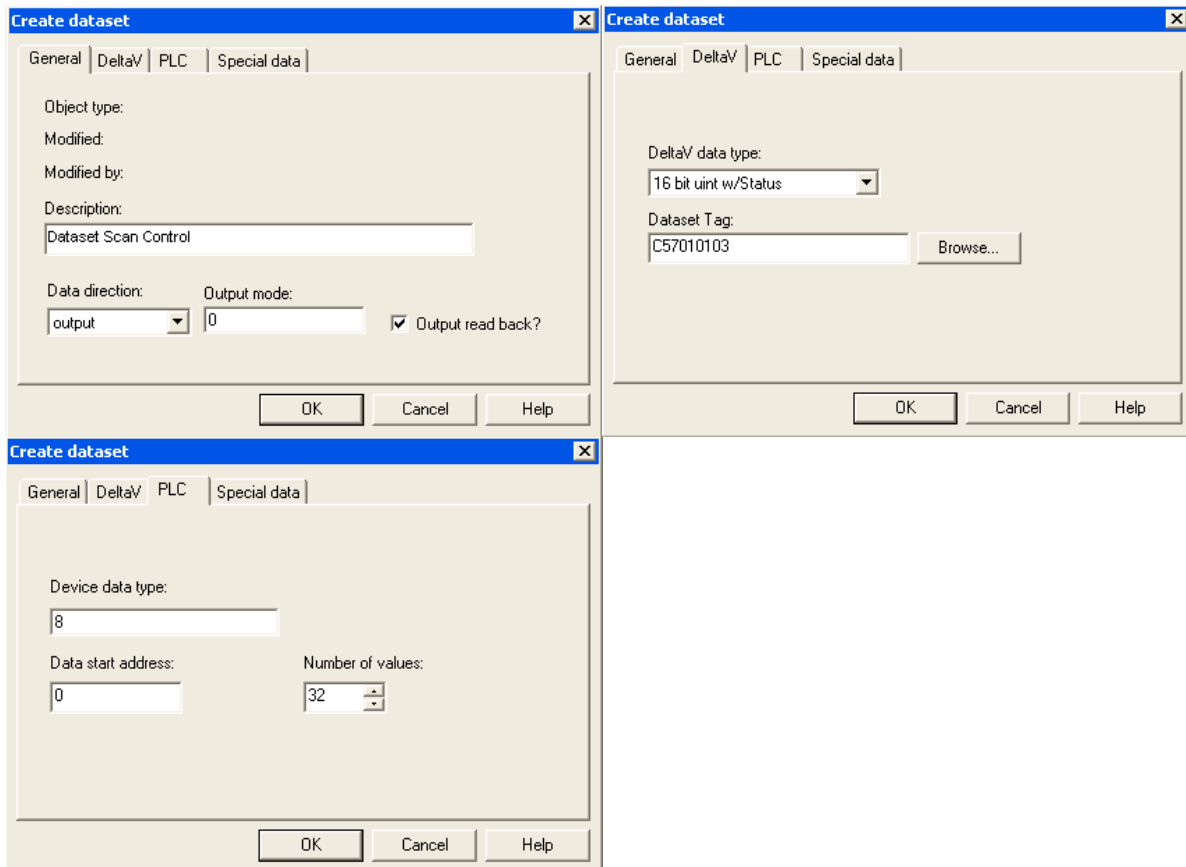 Create dataset
General DeltaV PLC Special data
Object type:
Modified:
Modified by:
Description:
Dataset Scan Control
Data direction: Output mode:
output 0 Output read back?
OK Cancel Help
Create dataset
General DeltaV PLC Special data
DeltaV data type:
16 bit uint w/Status
Dataset Tag:
C57010103 Browse...
OK Cancel Help
Create dataset
General DeltaV PLC Special data
Device data type:
8
Data start address: Number of values:
0 32
OK Cancel Help